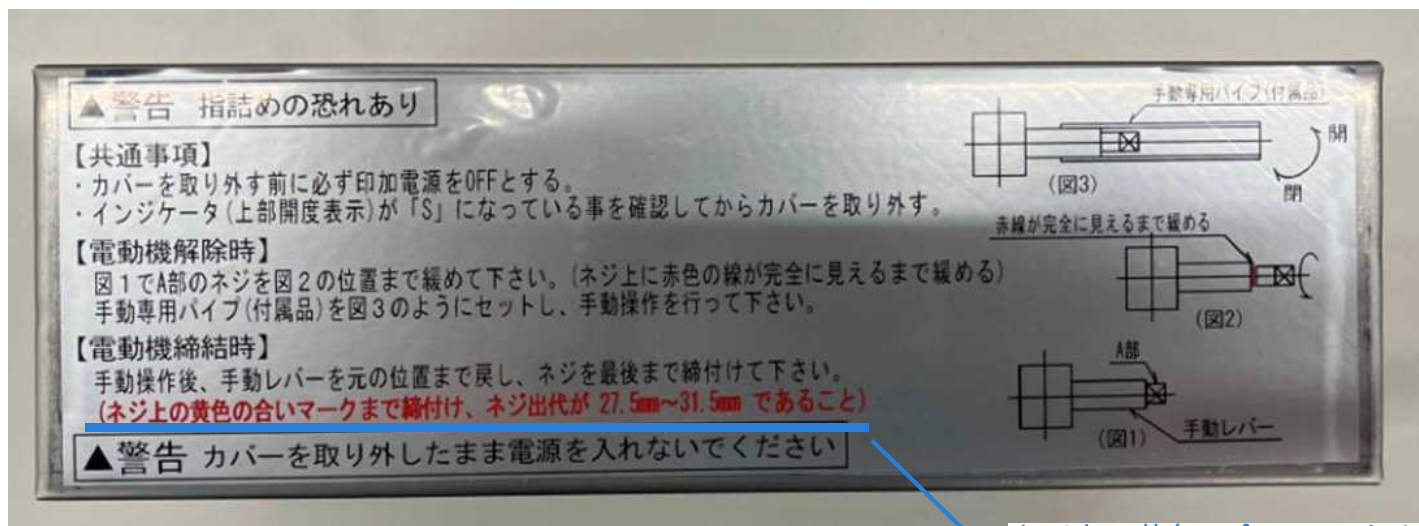 ▲警告 指詰めの恐れあり
【共通事項】
・カバーを取り外す前に必ず印加電源をOFFとする。
・インジケータ(上部開度表示)が「S」になっている事を確認してからカバーを取り外す。
【電動機解除時】
図1でA部のネジを図2の位置まで緩めて下さい。(ネジ上に赤色の線が完全に見えるまで緩める)
手動専用パイプ(付属品)を図3のようにセットし、手動操作を行って下さい。
【電動機締結時】
手動操作後、手動レバーを元の位置まで戻し、ネジを最後まで締付けて下さい。
(ネジ上の黄色の合いマークまで締付け、ネジ出代が 27.5mm～31.5mm であること)
▲警告 カバーを取り外したまま電源を入れないでください
手動専用パイプ(付属品)
開
閉
(図3)
赤線が完全に見えるまで緩める
(図2)
A部
(図1)
手動レバー